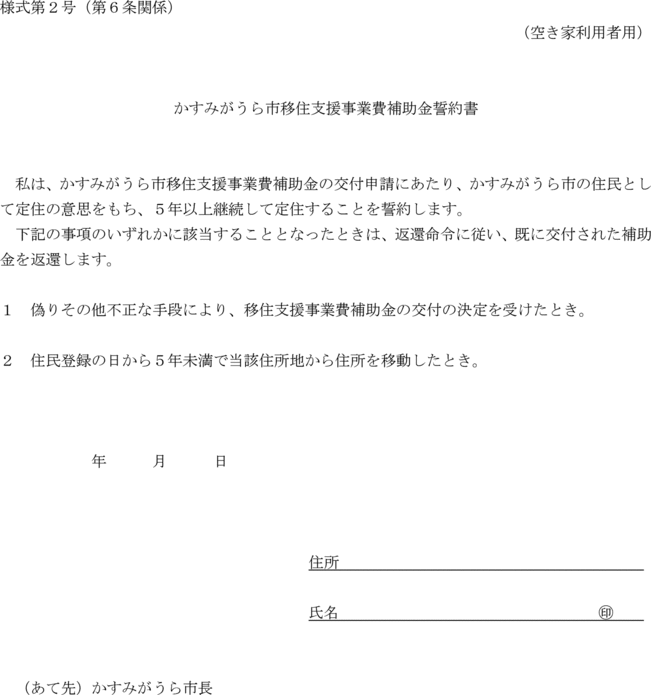 様式第２号（第６条関係）
（空き家利用者用）
かすみがうら市移住支援事業費補助金誓約書
　私は、かすみがうら市移住支援事業費補助金の交付申請にあたり、かすみがうら市の住民とし
て定住の意思をもち、５年以上継続して定住することを誓約します。
　下記の事項のいずれかに該当することとなったときは、返還命令に従い、既に交付された補助
金を返還します。
１　偽りその他不正な手段により、移住支援事業費補助金の交付の決定を受けたとき。
２　住民登録の日から５年未満で当該住所地から住所を移動したとき。
年　　　月　　　日
住所
氏名　　　　　　　　　　　　　　　　　㊞
（あて先）かすみがうら市長